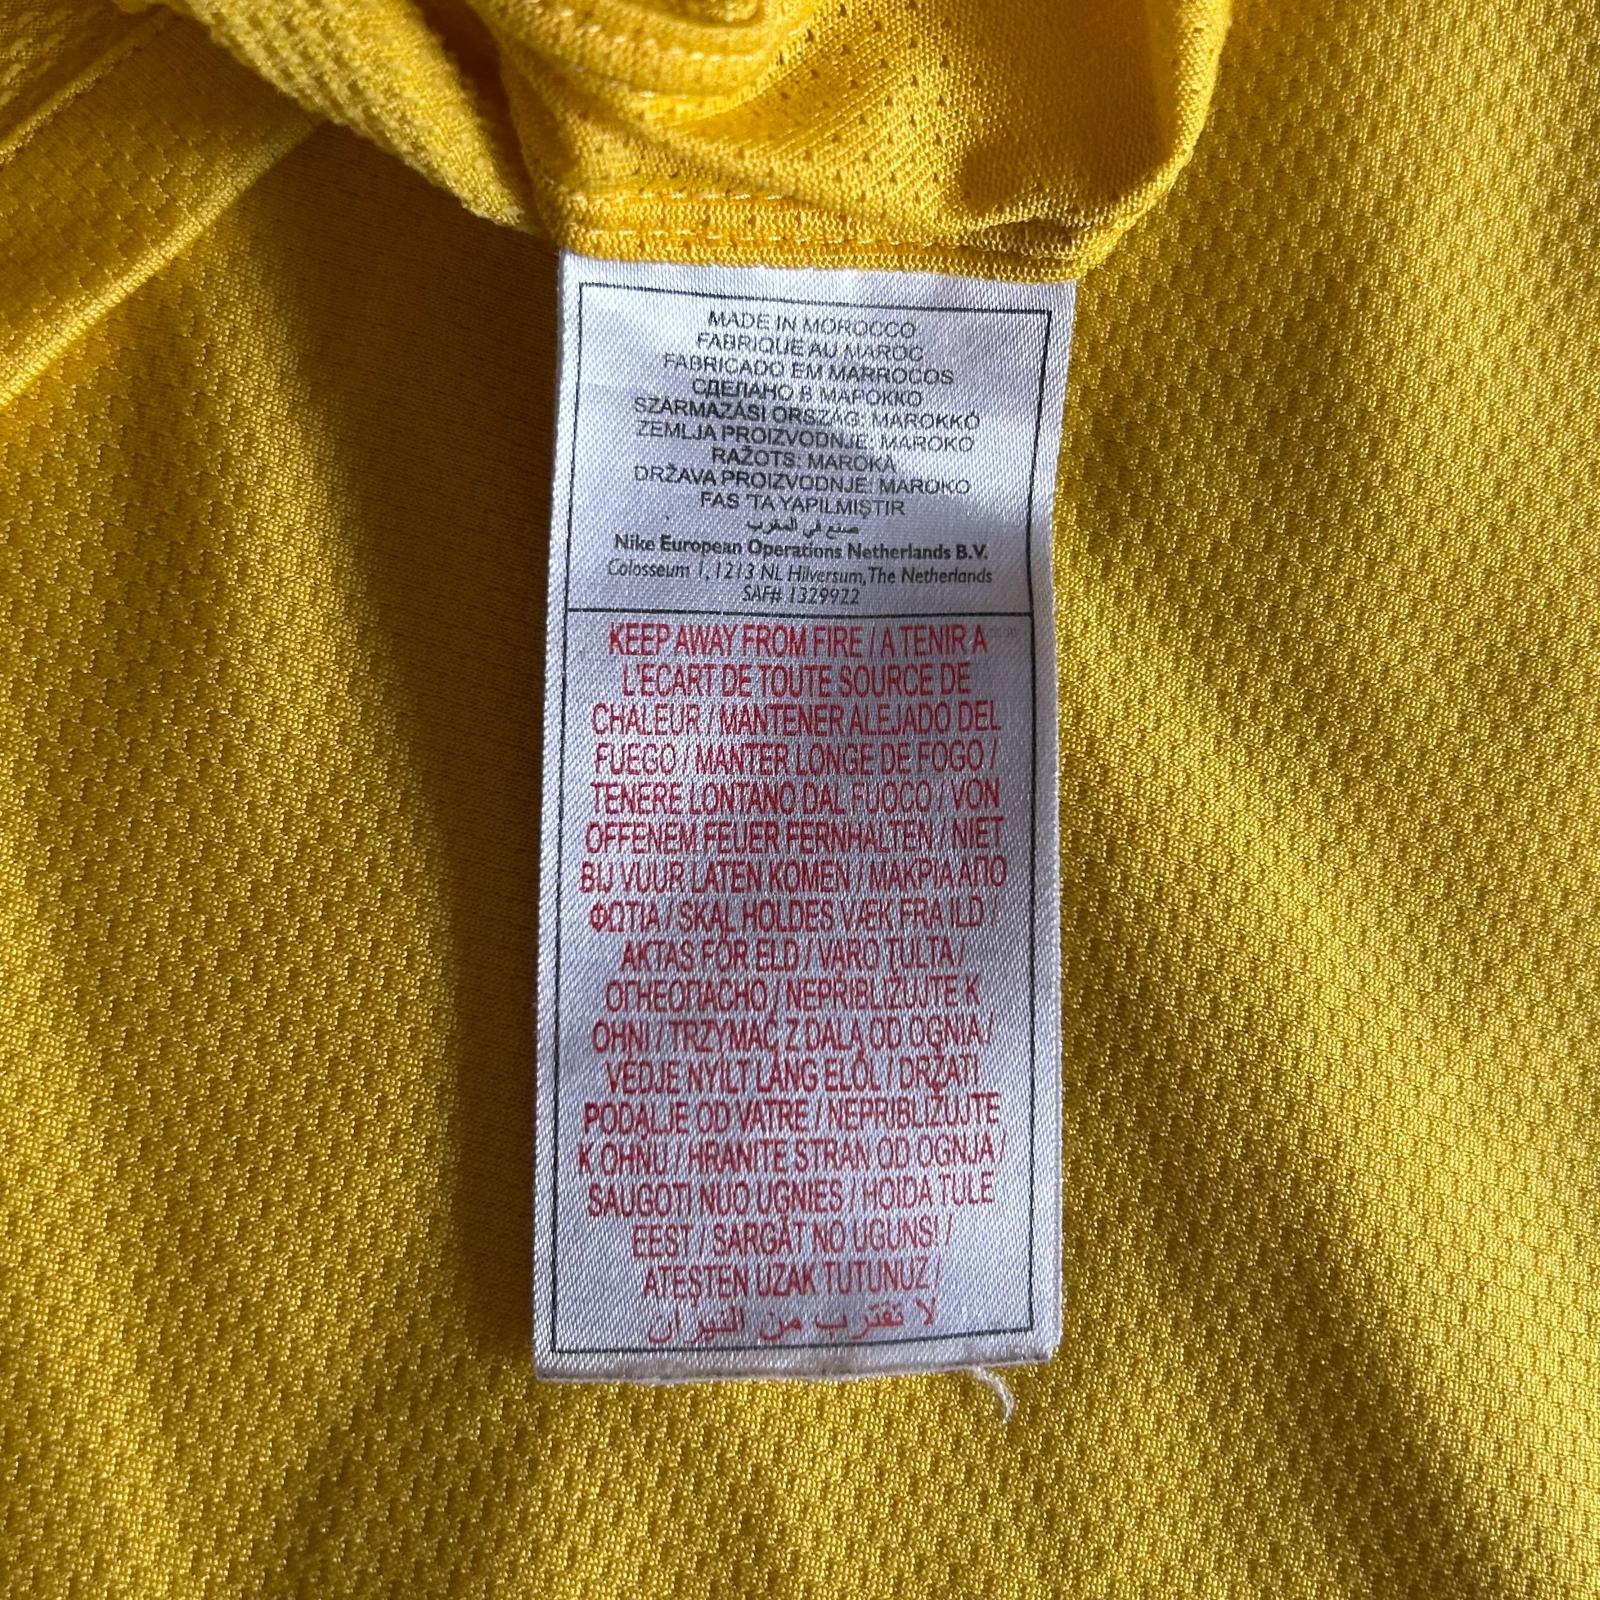 MADE IN MOROCCO
FABRIQUE AU MAROC
FABRICADO EM MARROCOS
СДЕЛАНО В МАРОККО
SZÁRMAZÁSI ORSZÁG: MAROKKÓ
ZEMLJA PROIZVODNJE: MAROKO
RAŽOTS: MAROKA
DRŽAVA PROIZVODNJE: MAROKO
FAS 'TA YAPILMIŞTIR
صنع في المغرب
Nike European Operations Netherlands B.V.
Colosseum 1, 1213 NL Hilversum, The Netherlands
SAF# 1329922
KEEP AWAY FROM FIRE / A TENIR A
L'ECART DE TOUTE SOURCE DE
CHALEUR / MANTENER ALEJADO DEL
FUEGO / MANTER LONGE DE FOGO /
TENERE LONTANO DAL FUOCO / VON
OFFENEM FEUER FERNHALTEN / NIET
BIJ VUUR LATEN KOMEN / ΜΑΚΡΙΑ ΑΠΟ
ΦΩΤΙΑ / SKAL HOLDES VÆK FRA ILD /
AKTAS FÖR ELD / VARO TULTA /
ОГНЕОПАСНО / NEPŘIBLIŽUJTE K
OHNI / TRZYMAĆ Z DALA OD OGNIA /
VEDJE NYÍLT LÁNG ELŐL / DRŽATI
PODALJE OD VATRE / NEPRIBLIŽUJTE
K OHŇU / HRANITE STRAN OD OGNJA /
SAUGOTI NUO UGNIES / HOIDA TULE
EEST / SARGĀT NO UGUNS! /
ATEŞTEN UZAK TUTUNUZ /
لا تقترب من النيران